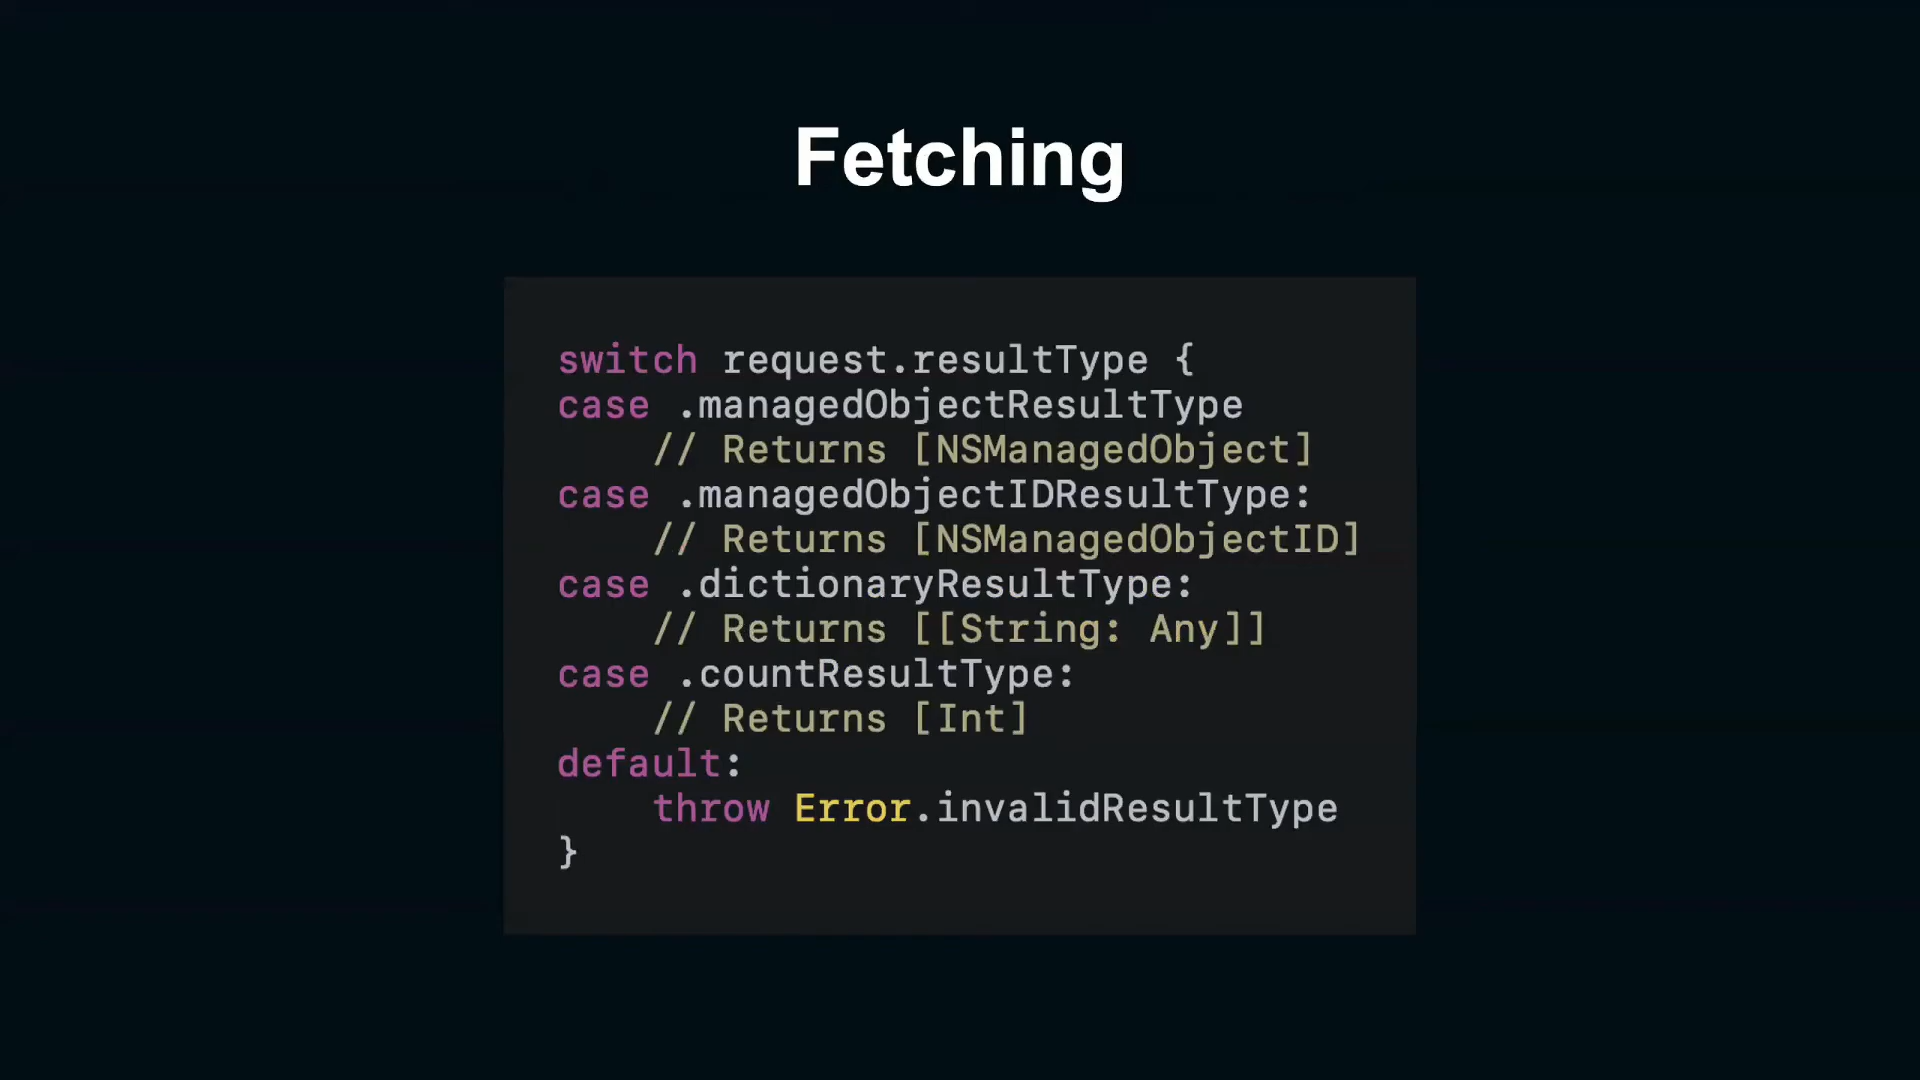 Fetching
switch request.resultType {
case .managedObjectResultType
    // Returns [NSManagedObject]
case .managedObjectIDResultType:
    // Returns [NSManagedObjectID]
case .dictionaryResultType:
    // Returns [[String: Any]]
case .countResultType:
    // Returns [Int]
default:
    throw Error.invalidResultType
}